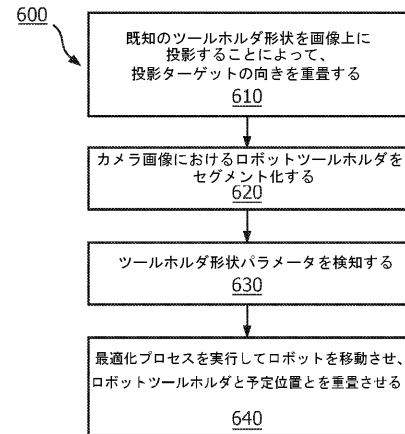 600
既知のツールホルダ形状を画像上に
投影することによって、
投影ターゲットの向きを重畳する
610
カメラ画像におけるロボットツールホルダを
セグメント化する
620
ツールホルダ形状パラメータを検知する
630
最適化プロセスを実行してロボットを移動させ、
ロボットツールホルダと予定位置とを重畳させる
640